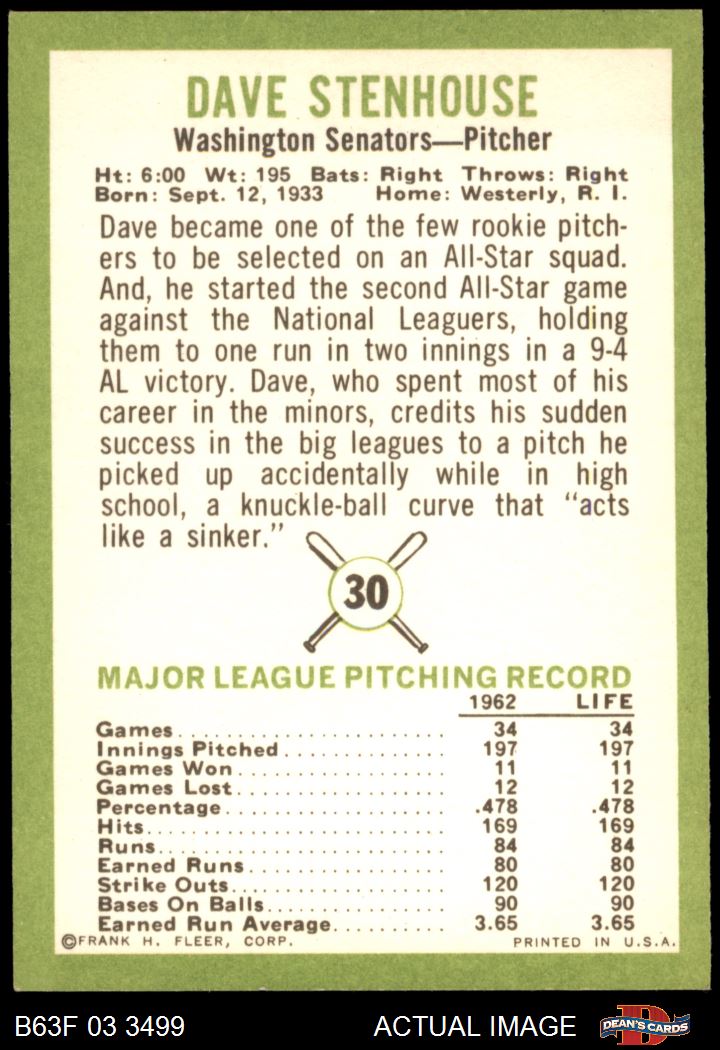 DAVE STENHOUSE
Washington Senators—Pitcher
Ht: 6:00 Wt: 195 Bats: Right Throws: Right
Born: Sept. 12, 1933 Home: Westerly, R. I.
Dave became one of the few rookie pitch-
ers to be selected on an All-Star squad.
And, he started the second All-Star game
against the National Leaguers, holding
them to one run in two innings in a 9-4
AL victory. Dave, who spent most of his
career in the minors, credits his sudden
success in the big leagues to a pitch he
picked up accidentally while in high
school, a knuckle-ball curve that “acts
like a sinker.”
30
MAJOR LEAGUE PITCHING RECORD
1962 LIFE
Games 34 34
Innings Pitched 197 197
Games Won 11 11
Games Lost 12 12
Percentage .478 .478
Hits 169 169
Runs 84 84
Earned Runs 80 80
Strike Outs 120 120
Bases On Balls 90 90
Earned Run Average 3.65 3.65
©FRANK H. FLEER, CORP. PRINTED IN U.S.A.
B63F 03 3499 ACTUAL IMAGE D DEAN'S CARDS